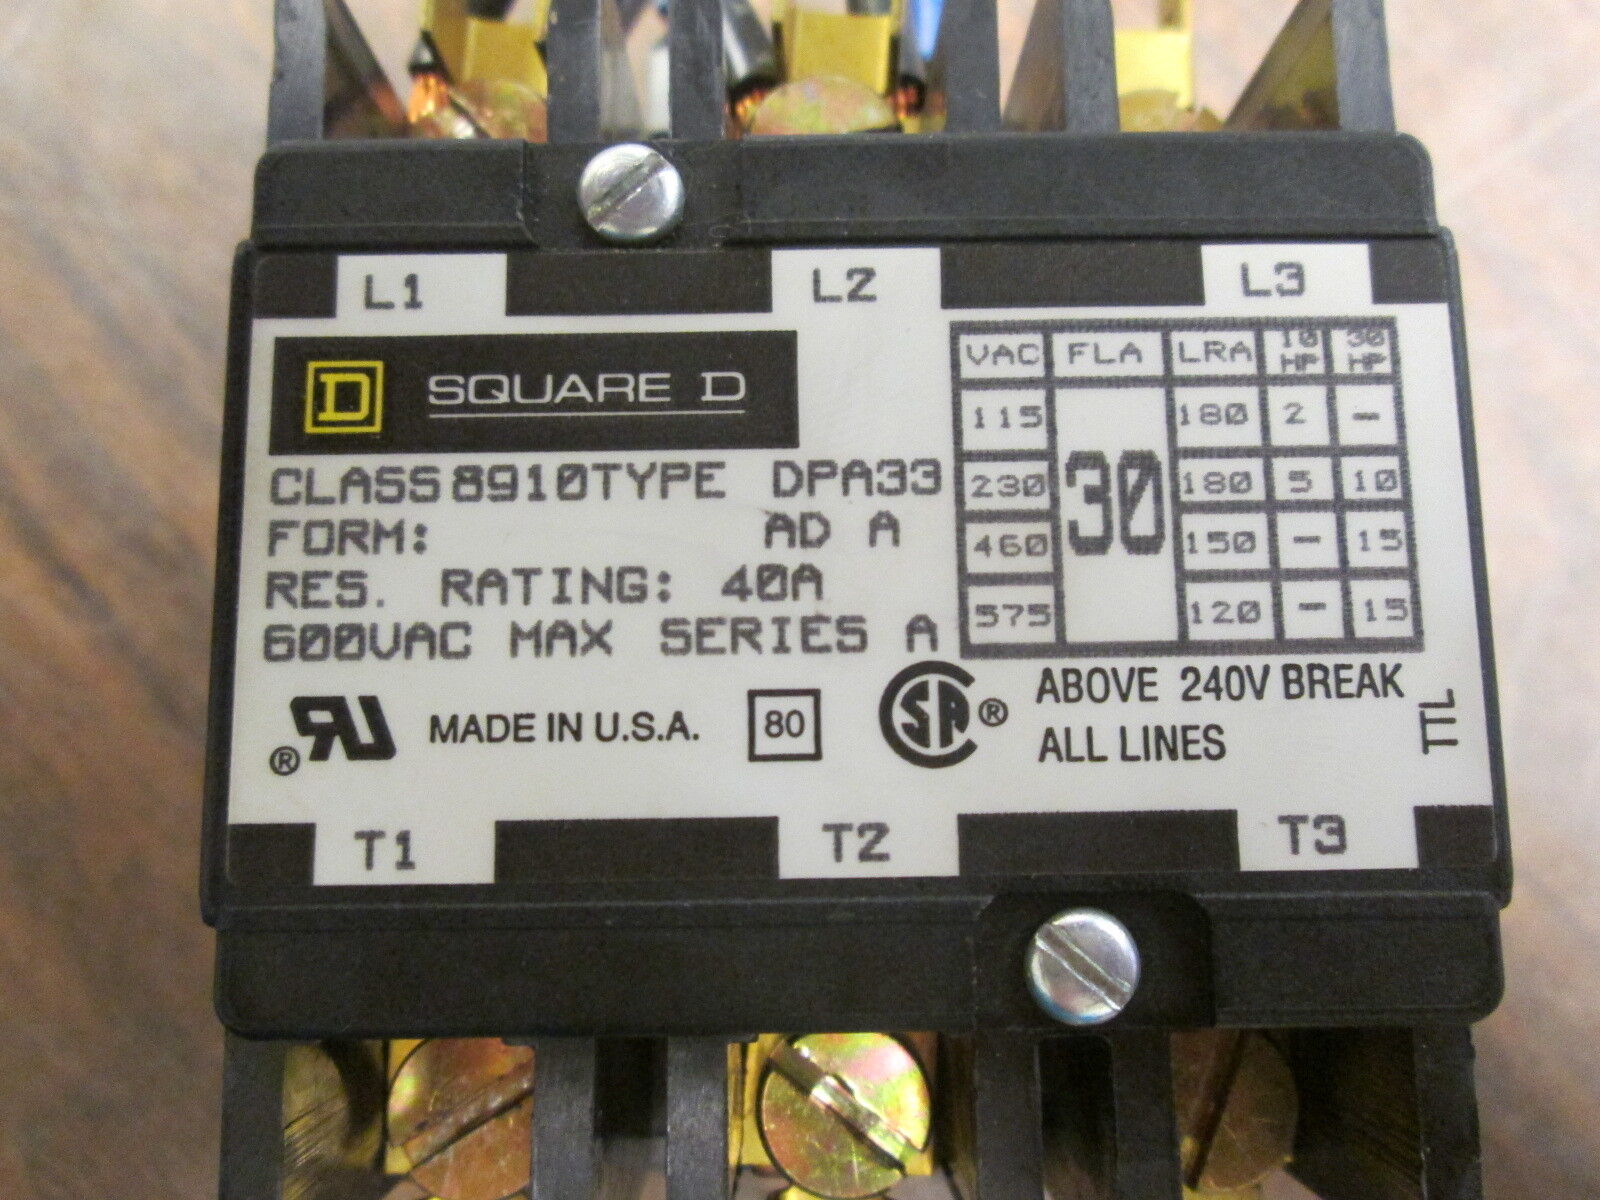 L1 L2 L3
D SQUARE D
CLASS 8910 TYPE DPA33
FORM: AD A
RES. RATING: 40A
600VAC MAX SERIES A
VAC FLA LRA 1Ø HP 3Ø HP
115 30 180 2 -
230 180 5 10
460 150 - 15
575 120 - 15
RU ® MADE IN U.S.A. 80 SA ®
ABOVE 240V BREAK
ALL LINES
TTL
T1 T2 T3